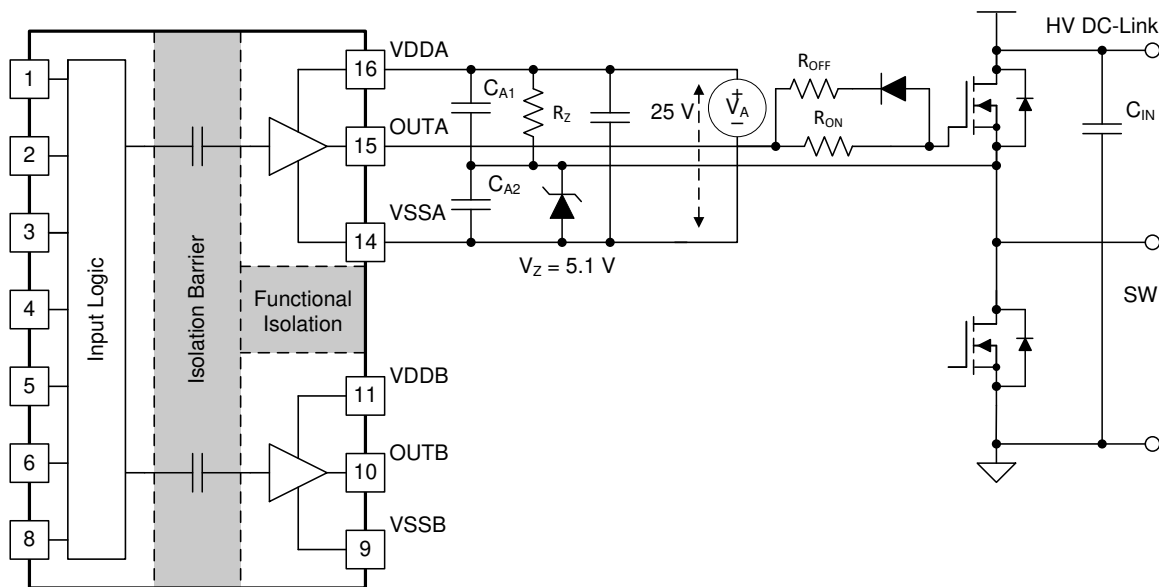 1
2
3
4
5
6
8
Input Logic
Isolation Barrier
Functional
Isolation
VDDA
16
OUTA
15
VSSA
14
VDDB
11
OUTB
10
VSSB
9
C_A1
R_Z
C_A2
V_Z = 5.1 V
25 V
+
V_A
−
R_OFF
R_ON
HV DC-Link
C_IN
SW